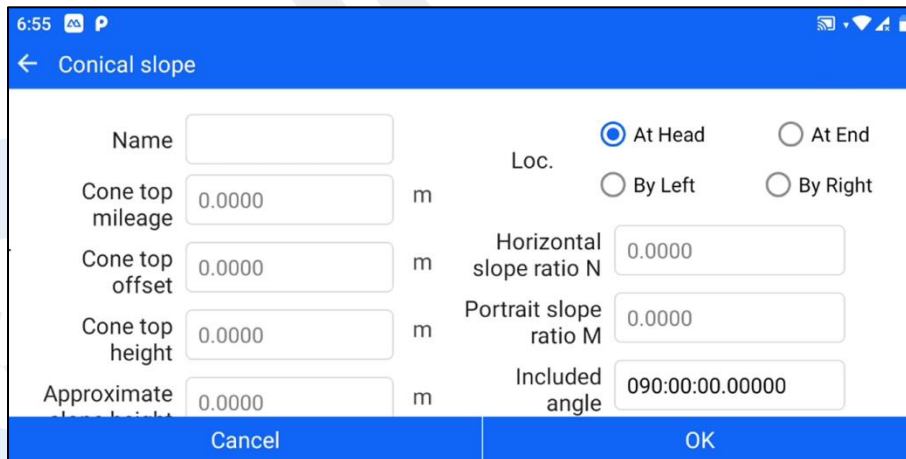 6:55
Conical slope
Name
Cone top
mileage
0.0000
m
Cone top
offset
0.0000
m
Cone top
height
0.0000
m
Approximate
slope height
0.0000
m
Loc.
At Head
At End
By Left
By Right
Horizontal
slope ratio N
0.0000
Portrait slope
ratio M
0.0000
Included
angle
090:00:00.00000
Cancel
OK